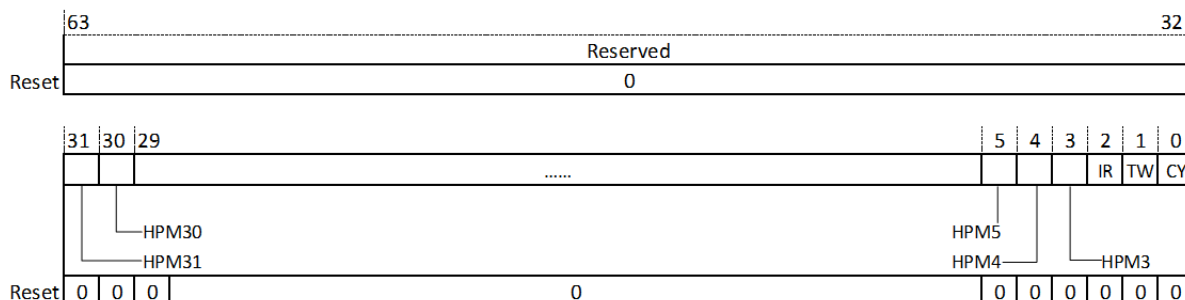 63 32
Reserved
Reset 0
31 30 29 5 4 3 2 1 0
...... IR TW CY
HPM30 HPM5
HPM31 HPM4 HPM3
Reset 0 0 0 0 0 0 0 0 0 0